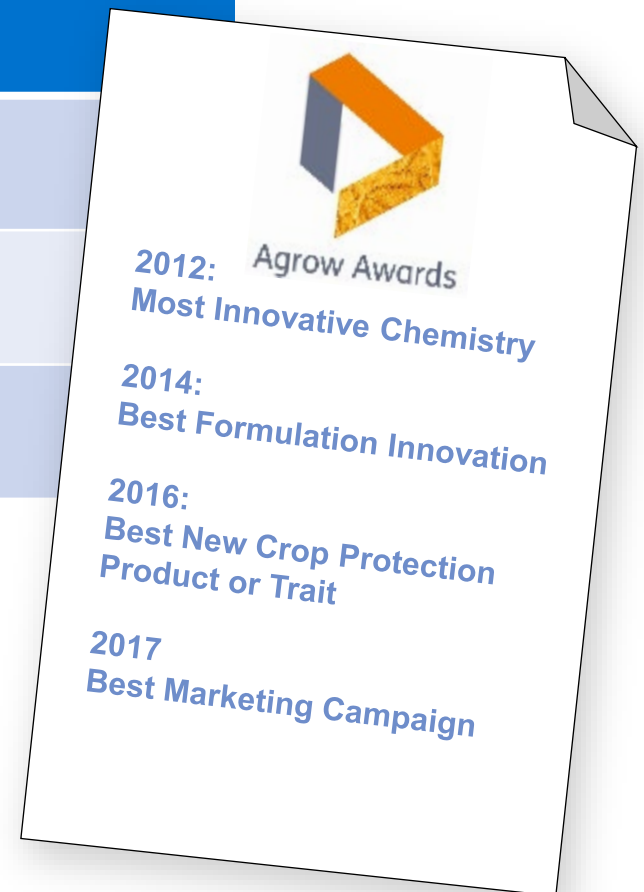 Agrow Awards
2012:
Most Innovative Chemistry
2014:
Best Formulation Innovation
2016:
Best New Crop Protection
Product or Trait
2017
Best Marketing Campaign